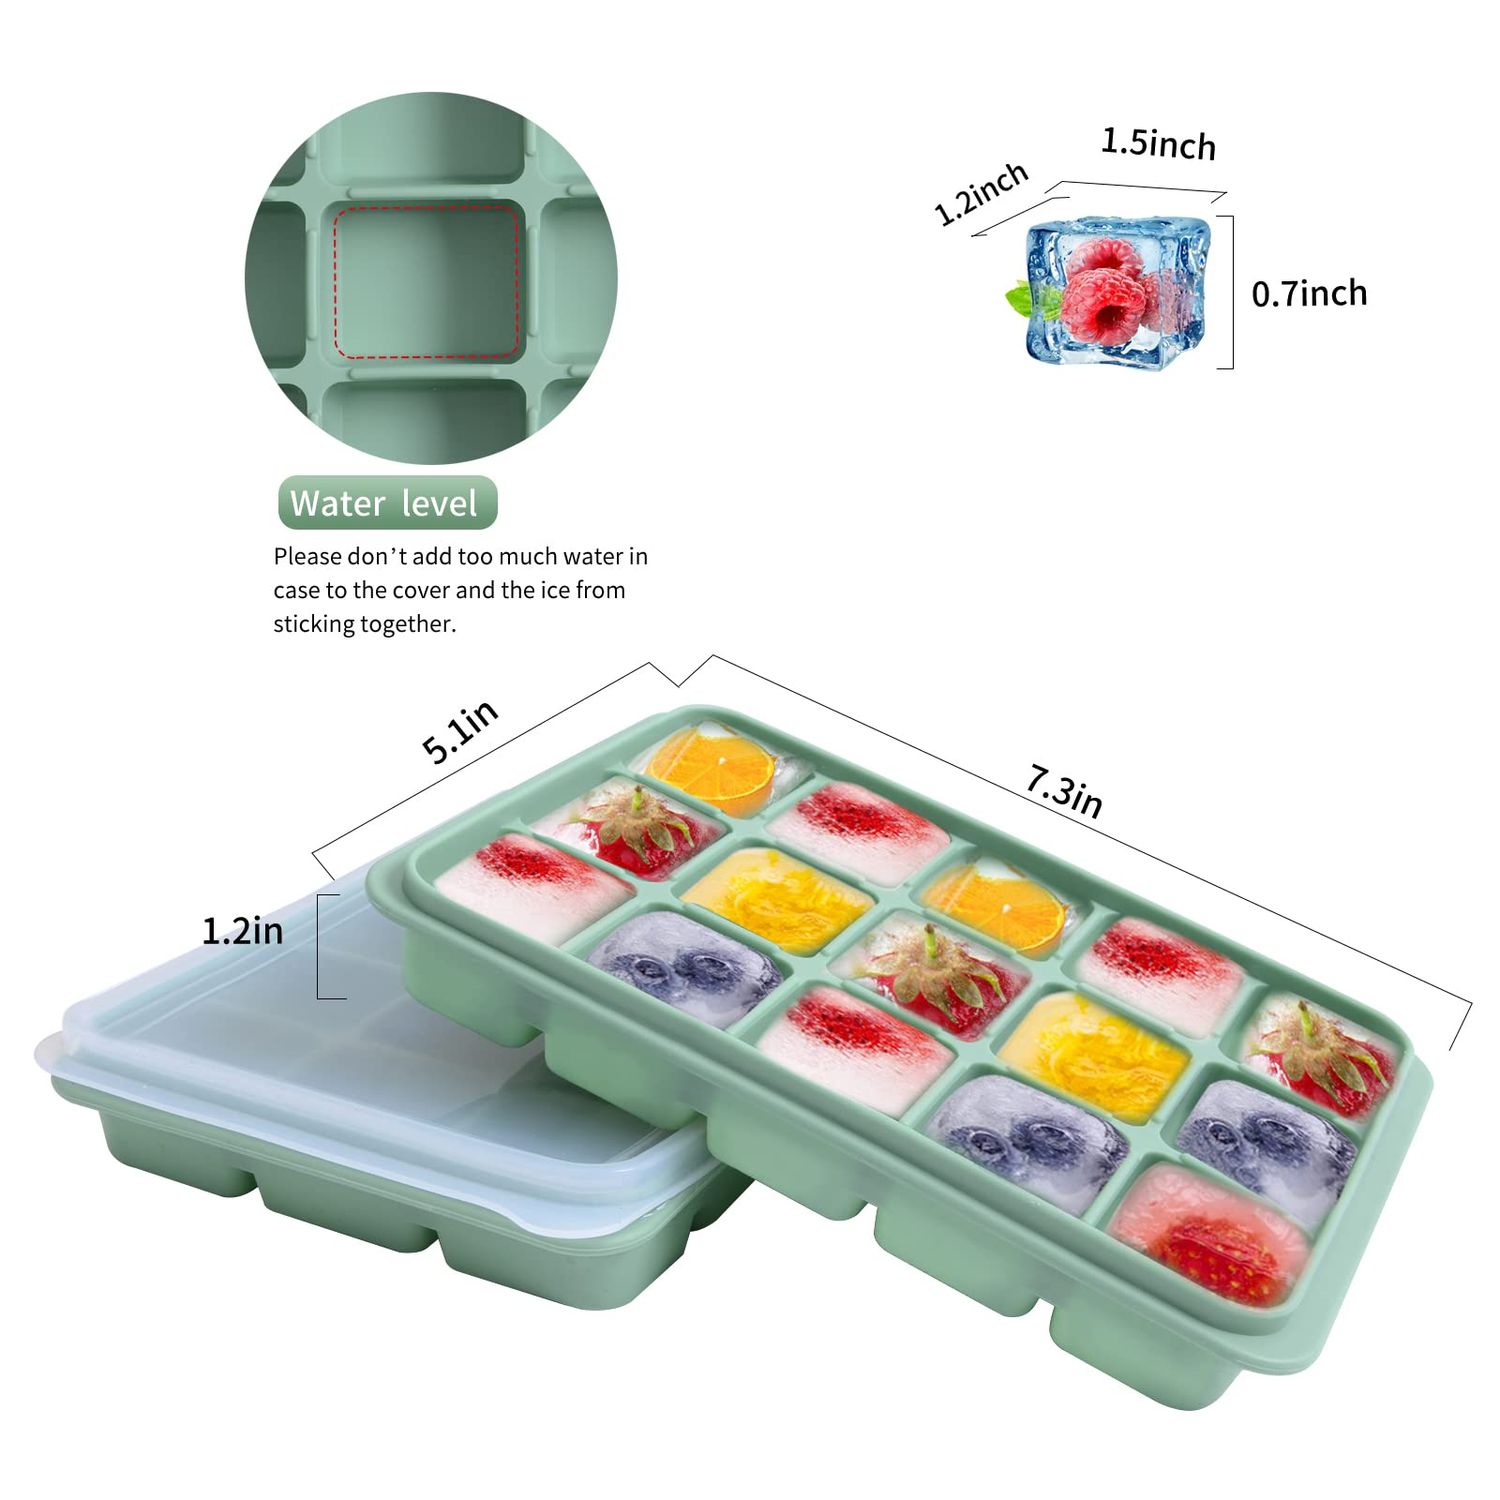 1.5inch
1.2inch
0.7inch
Water level
Please don’t add too much water in
case to the cover and the ice from
sticking together.
5.1in
7.3in
1.2in